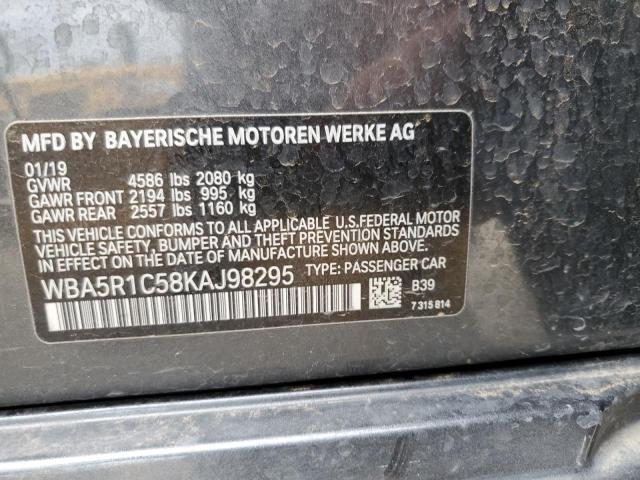 MFD BY BAYERISCHE MOTOREN WERKE AG
01/19
GVWR 4586 lbs 2080 kg
GAWR FRONT 2194 lbs 995 kg
GAWR REAR 2557 lbs 1160 kg
THIS VEHICLE CONFORMS TO ALL APPLICABLE U.S.FEDERAL MOTOR
VEHICLE SAFETY, BUMPER AND THEFT PREVENTION STANDARDS
IN EFFECT ON THE DATE OF MANUFACTURE SHOWN ABOVE.
WBA5R1C58KAJ98295 TYPE: PASSENGER CAR
B39
7 315 814